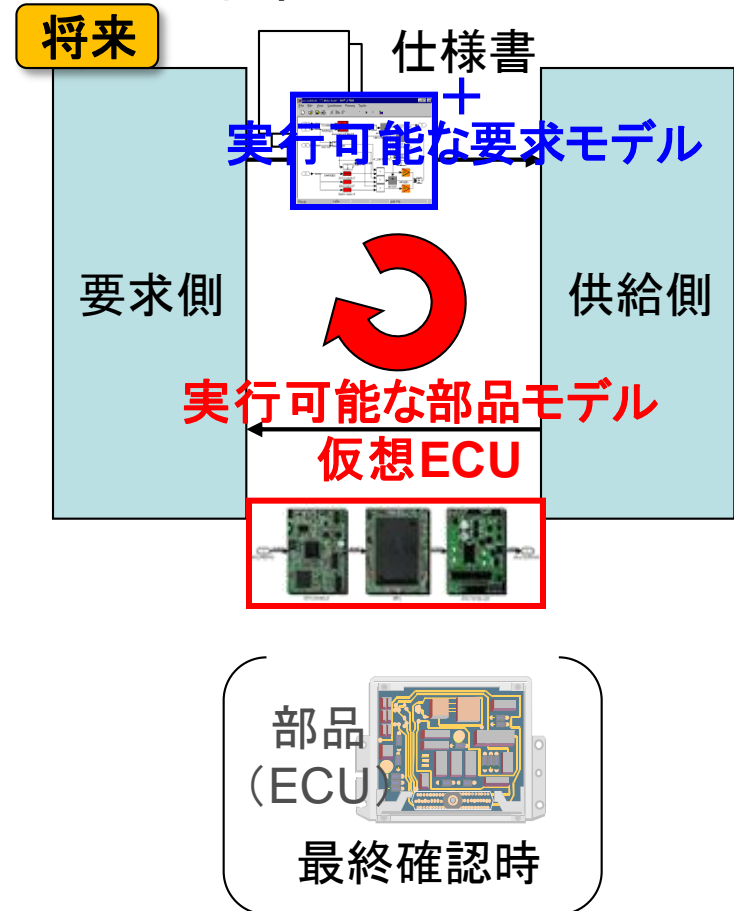 将来
仕様書
+
実行可能な要求モデル
要求側
供給側
実行可能な部品モデル
仮想ECU
部品
(ECU)
最終確認時